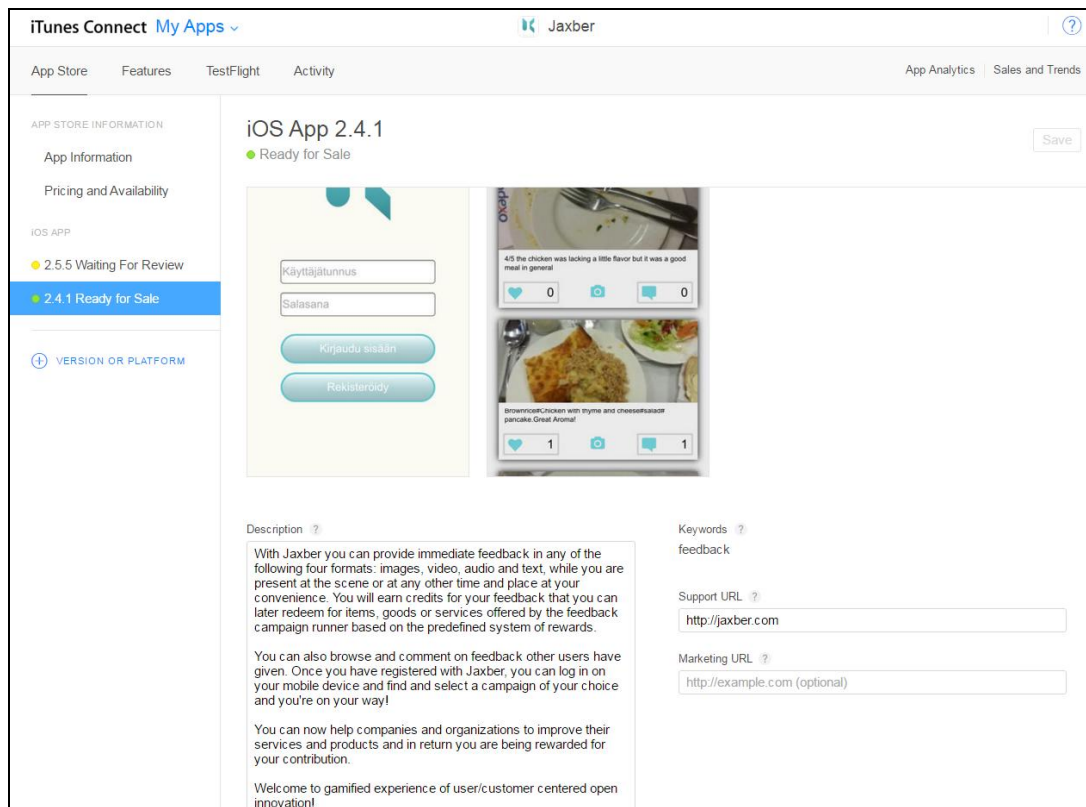 iTunes Connect My Apps
Jaxber
?
App Store Features TestFlight Activity
App Analytics Sales and Trends
APP STORE INFORMATION
App Information
Pricing and Availability
iOS APP
2.5.5 Waiting For Review
2.4.1 Ready for Sale
VERSION OR PLATFORM
iOS App 2.4.1
Ready for Sale
Save
Käyttäjätunnus
Salasana
Kirjaudu sisään
Rekisteröidy
4/5 the chicken was lacking a little flavor but it was a good
meal in general
0 0
Brownrice#Chicken with thyme and cheese#salad#
pancake.Great Aroma!
1 1
Description ?
With Jaxber you can provide immediate feedback in any of the
following four formats: images, video, audio and text, while you are
present at the scene or at any other time and place at your
convenience. You will earn credits for your feedback that you can
later redeem for items, goods or services offered by the feedback
campaign runner based on the predefined system of rewards.
You can also browse and comment on feedback other users have
given. Once you have registered with Jaxber, you can log in on
your mobile device and find and select a campaign of your choice
and you're on your way!
You can now help companies and organizations to improve their
services and products and in return you are being rewarded for
your contribution.
Welcome to gamified experience of user/customer centered open
innovation!
Keywords ?
feedback
Support URL ?
http://jaxber.com
Marketing URL ?
http://example.com (optional)